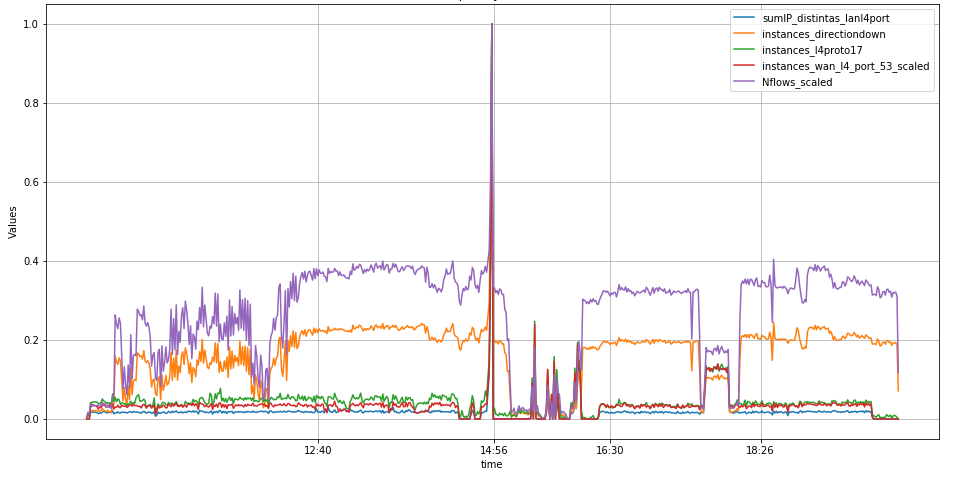 sumIP_distintas_lanl4port
instances_directiondown
instances_l4proto17
instances_wan_l4_port_53_scaled
Nflows_scaled
1.0
0.8
0.6
0.4
0.2
0.0
Values
12:40
14:56
16:30
18:26
time